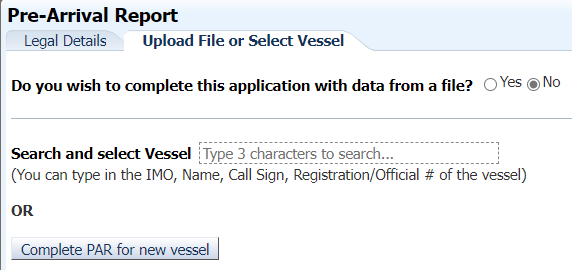 Pre-Arrival Report
Legal Details Upload File or Select Vessel
Do you wish to complete this application with data from a file? Yes No
Search and select Vessel Type 3 characters to search...
(You can type in the IMO, Name, Call Sign, Registration/Official # of the vessel)
OR
Complete PAR for new vessel